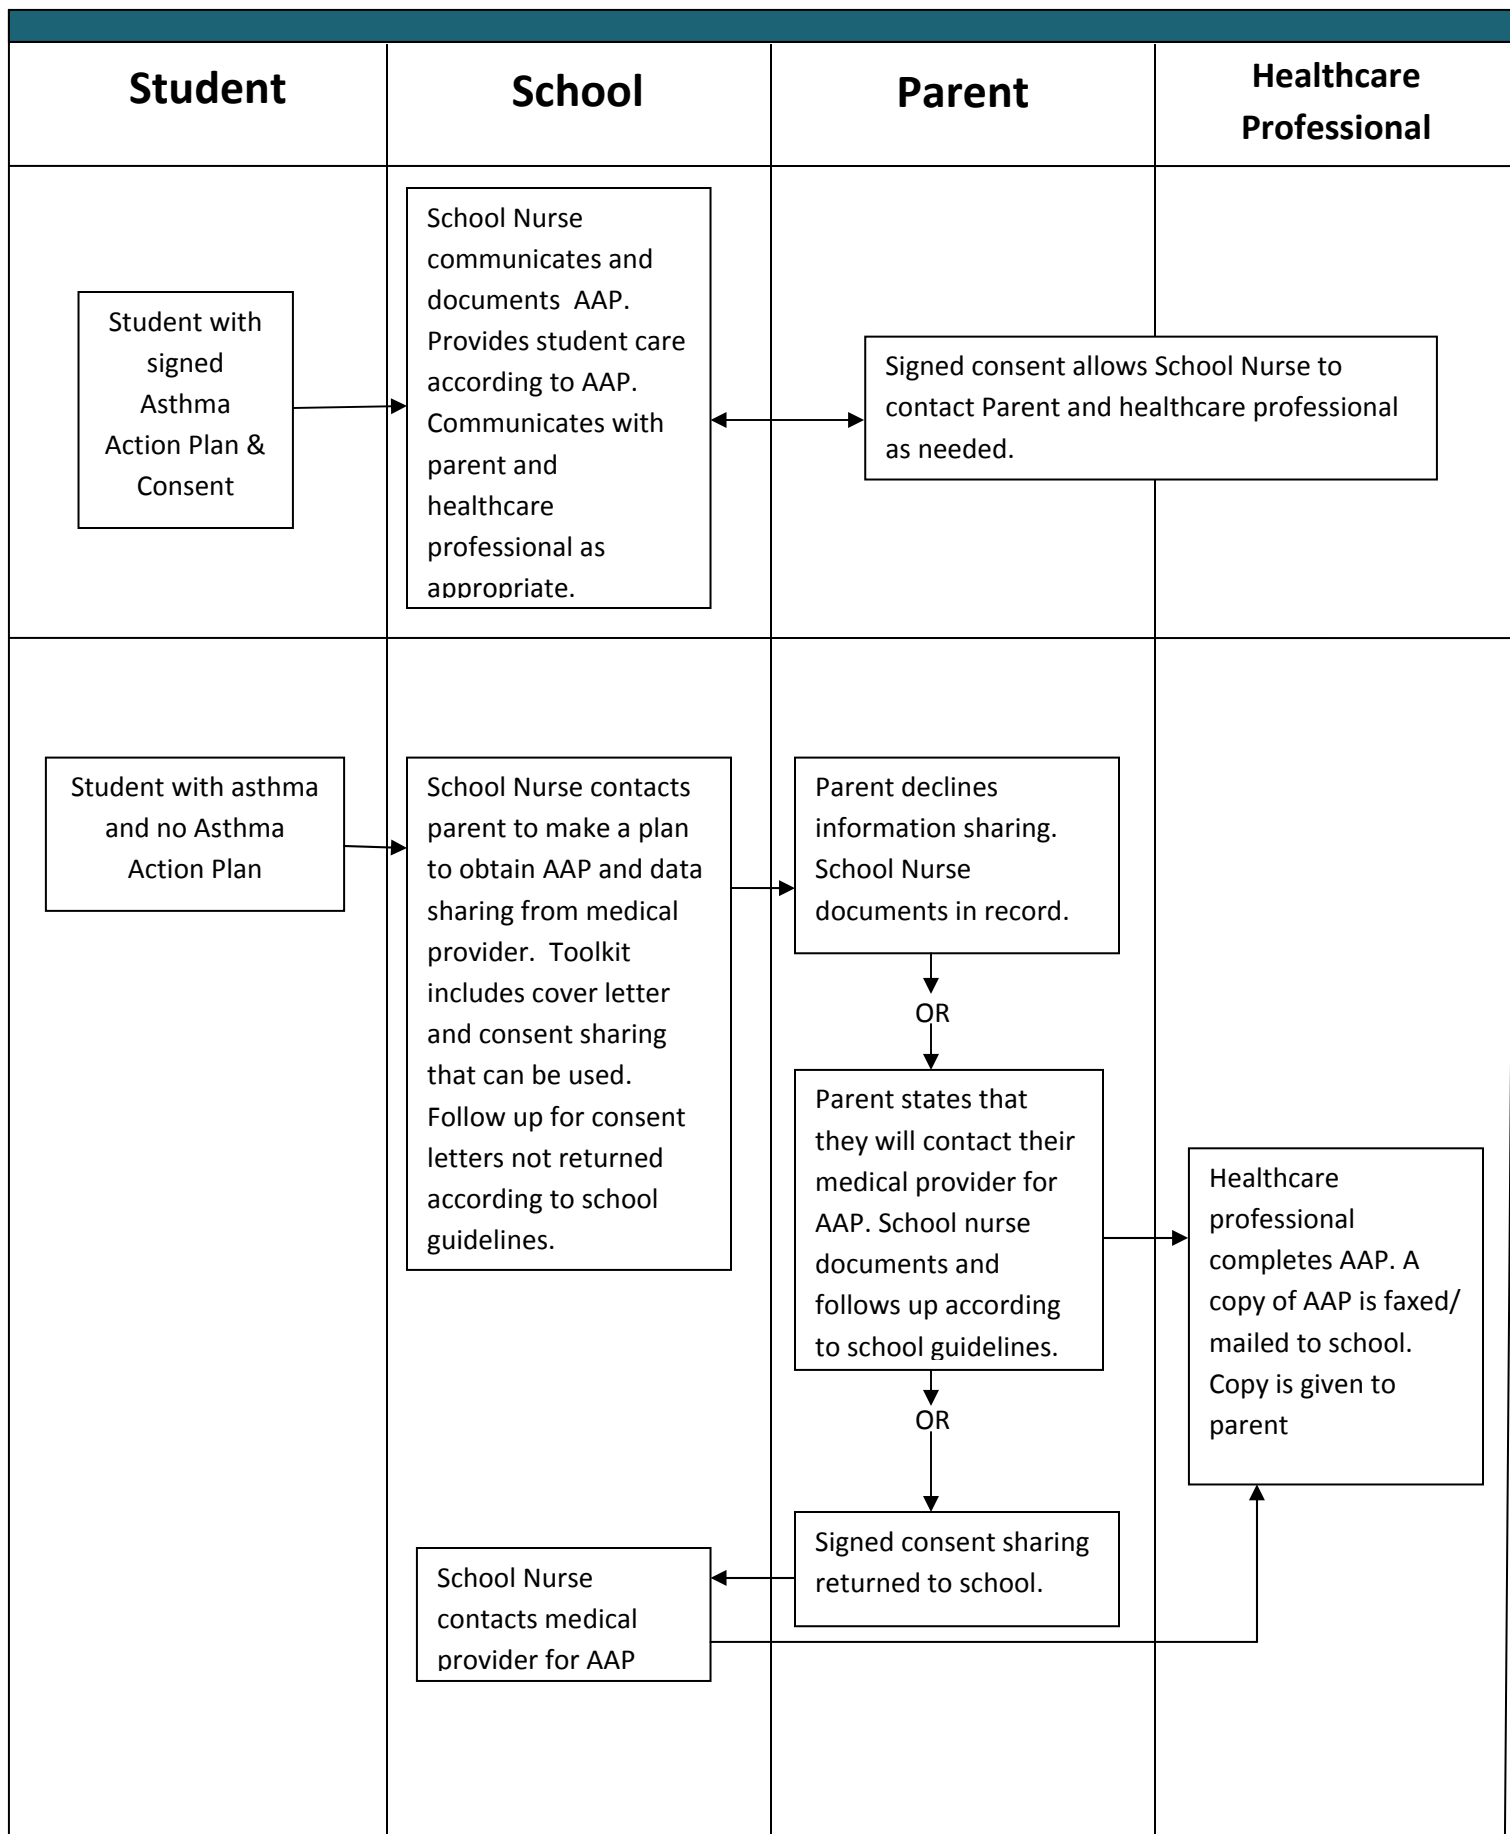 Student
School
Parent
Healthcare
Professional
Student with
signed
Asthma
Action Plan &
Consent
School Nurse
communicates and
documents  AAP.
Provides student care
according to AAP.
Communicates with
parent and
healthcare
professional as
appropriate.
Signed consent allows School Nurse to
contact Parent and healthcare professional
as needed.
Student with asthma
and no Asthma
Action Plan
School Nurse contacts
parent to make a plan
to obtain AAP and data
sharing from medical
provider.  Toolkit
includes cover letter
and consent sharing
that can be used.
Follow up for consent
letters not returned
according to school
guidelines.
Parent declines
information sharing.
School Nurse
documents in record.
OR
Parent states that
they will contact their
medical provider for
AAP. School nurse
documents and
follows up according
to school guidelines.
OR
Signed consent sharing
returned to school.
School Nurse
contacts medical
provider for AAP
Healthcare
professional
completes AAP. A
copy of AAP is faxed/
mailed to school.
Copy is given to
parent